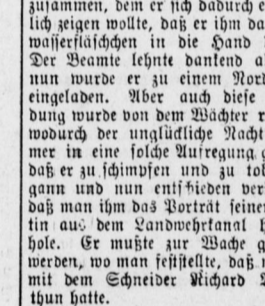 zusammen, dem er sich dadurch e
lich zeigen wollte, daß er ihm da
wasserfläschchen in die Hand
Der Beamte lehnte dankend a
nun wurde er zu einem Nord
eingeladen. Aber auch diese
dung wurde von dem Wächter r
wodurch der unglückliche Nacht
mer in eine solche Aufregung g
daß er zu schimpfen und zu tob
gann und nun entschieden ver
daß man ihm das Porträt seiner
tin aus dem Landwehrkanal h
hole. Er mußte zur Wache g
werden, wo man feststellte, daß m
mit dem Schneider Richard L
thun hatte.